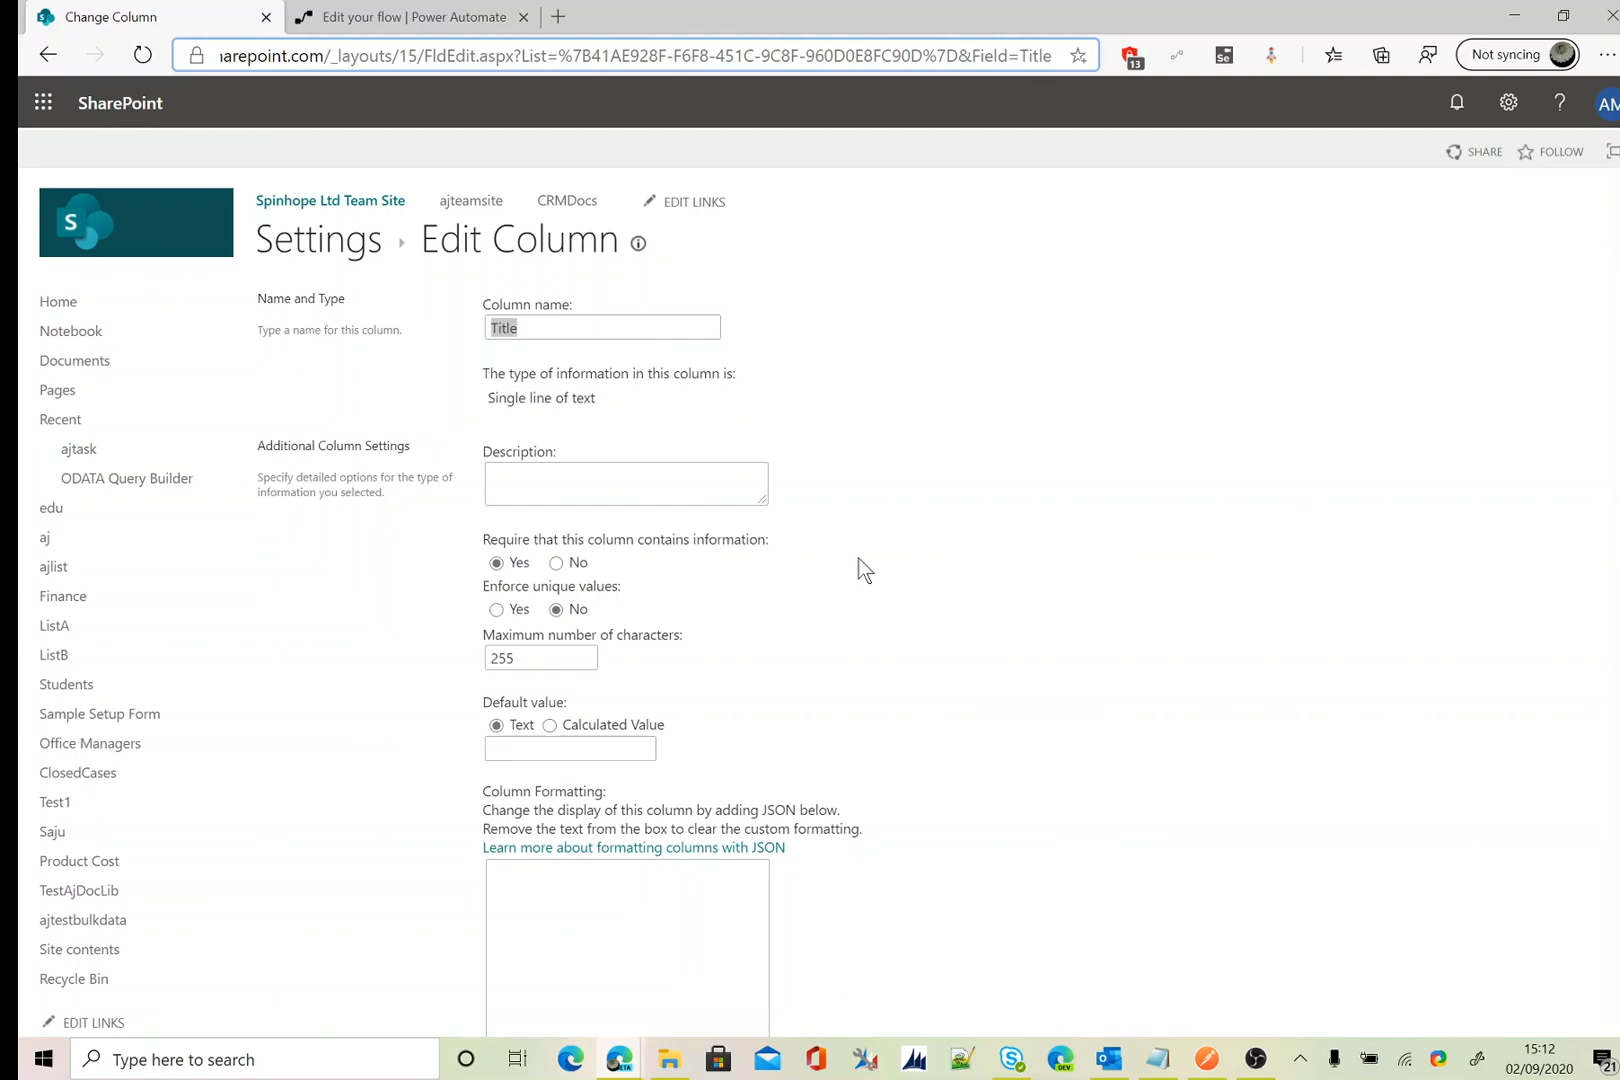 Change Column
Edit your flow | Power Automate
arepoint.com/_layouts/15/FldEdit.aspx?List=%7B41AE928F-F6F8-451C-9C8F-960D0E8FC90D%7D&Field=Title
13
Se
Not syncing
SharePoint
AM
SHARE
FOLLOW
S
Spinhope Ltd Team Site
ajteamsite
CRMDocs
EDIT LINKS
Settings
Edit Column
Home
Notebook
Documents
Pages
Recent
ajtask
ODATA Query Builder
edu
aj
ajlist
Finance
ListA
ListB
Students
Sample Setup Form
Office Managers
ClosedCases
Test1
Saju
Product Cost
TestAjDocLib
ajtestbulkdata
Site contents
Recycle Bin
EDIT LINKS
Name and Type
Type a name for this column.
Column name:
Title
The type of information in this column is:
Single line of text
Additional Column Settings
Specify detailed options for the type of
information you selected.
Description:
Require that this column contains information:
Yes No
Enforce unique values:
Yes No
Maximum number of characters:
255
Default value:
Text Calculated Value
Column Formatting:
Change the display of this column by adding JSON below.
Remove the text from the box to clear the custom formatting.
Learn more about formatting columns with JSON
Type here to search
BETA
DEV
15:12
02/09/2020
21